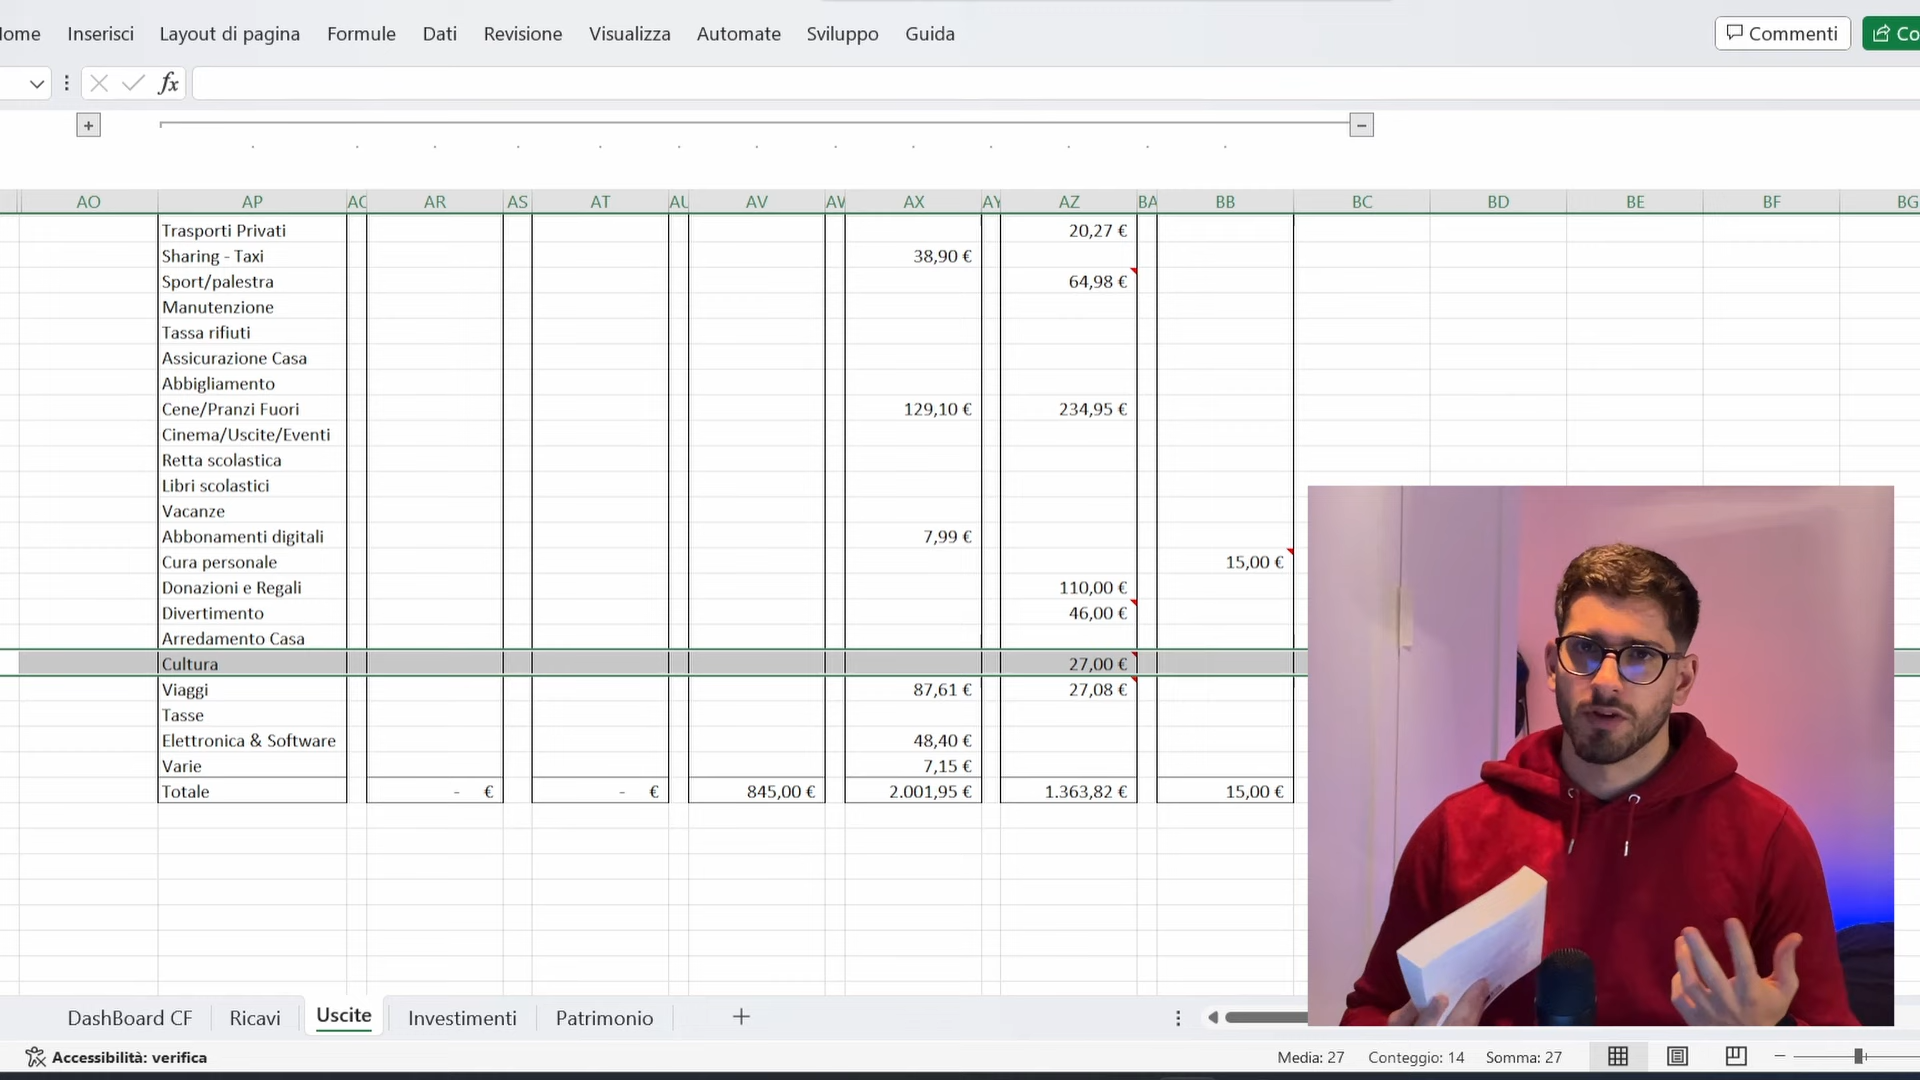 ome Inserisci Layout di pagina Formule Dati Revisione Visualizza Automate Sviluppo Guida Commenti Co
fx
+ −
AO AP AR AS AT AV AX AY AZ BA BB BC BD BE BF BG
Trasporti Privati 20,27 €
Sharing - Taxi 38,90 €
Sport/palestra 64,98 €
Manutenzione
Tassa rifiuti
Assicurazione Casa
Abbigliamento
Cene/Pranzi Fuori 129,10 € 234,95 €
Cinema/Uscite/Eventi
Retta scolastica
Libri scolastici
Vacanze
Abbonamenti digitali 7,99 €
Cura personale 15,00 €
Donazioni e Regali 110,00 €
Divertimento 46,00 €
Arredamento Casa
Cultura 27,00 €
Viaggi 87,61 € 27,08 €
Tasse
Elettronica & Software 48,40 €
Varie 7,15 €
Totale - € - € 845,00 € 2.001,95 € 1.363,82 € 15,00 €
DashBoard CF Ricavi Uscite Investimenti Patrimonio +
Accessibilità: verifica Media: 27 Conteggio: 14 Somma: 27